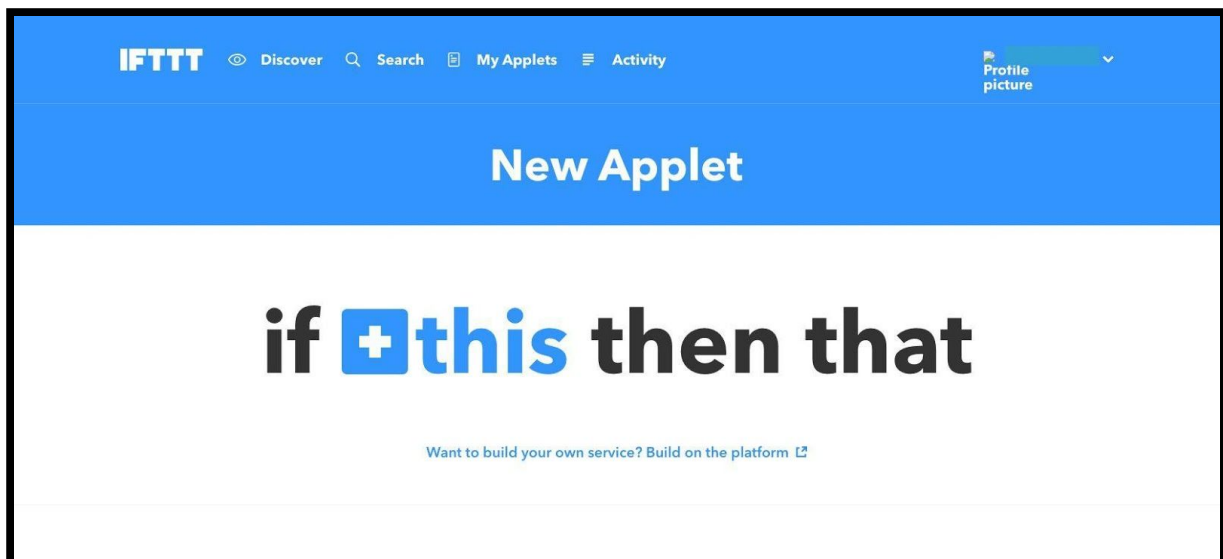 IFTTT Discover Search My Applets Activity
Profile
picture
New Applet
if this then that
Want to build your own service? Build on the platform